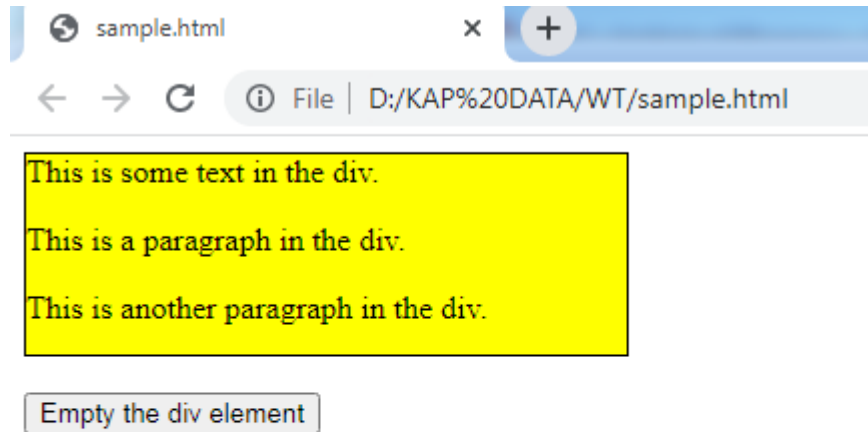 sample.html
File | D:/KAP%20DATA/WT/sample.html
This is some text in the div.
This is a paragraph in the div.
This is another paragraph in the div.
Empty the div element